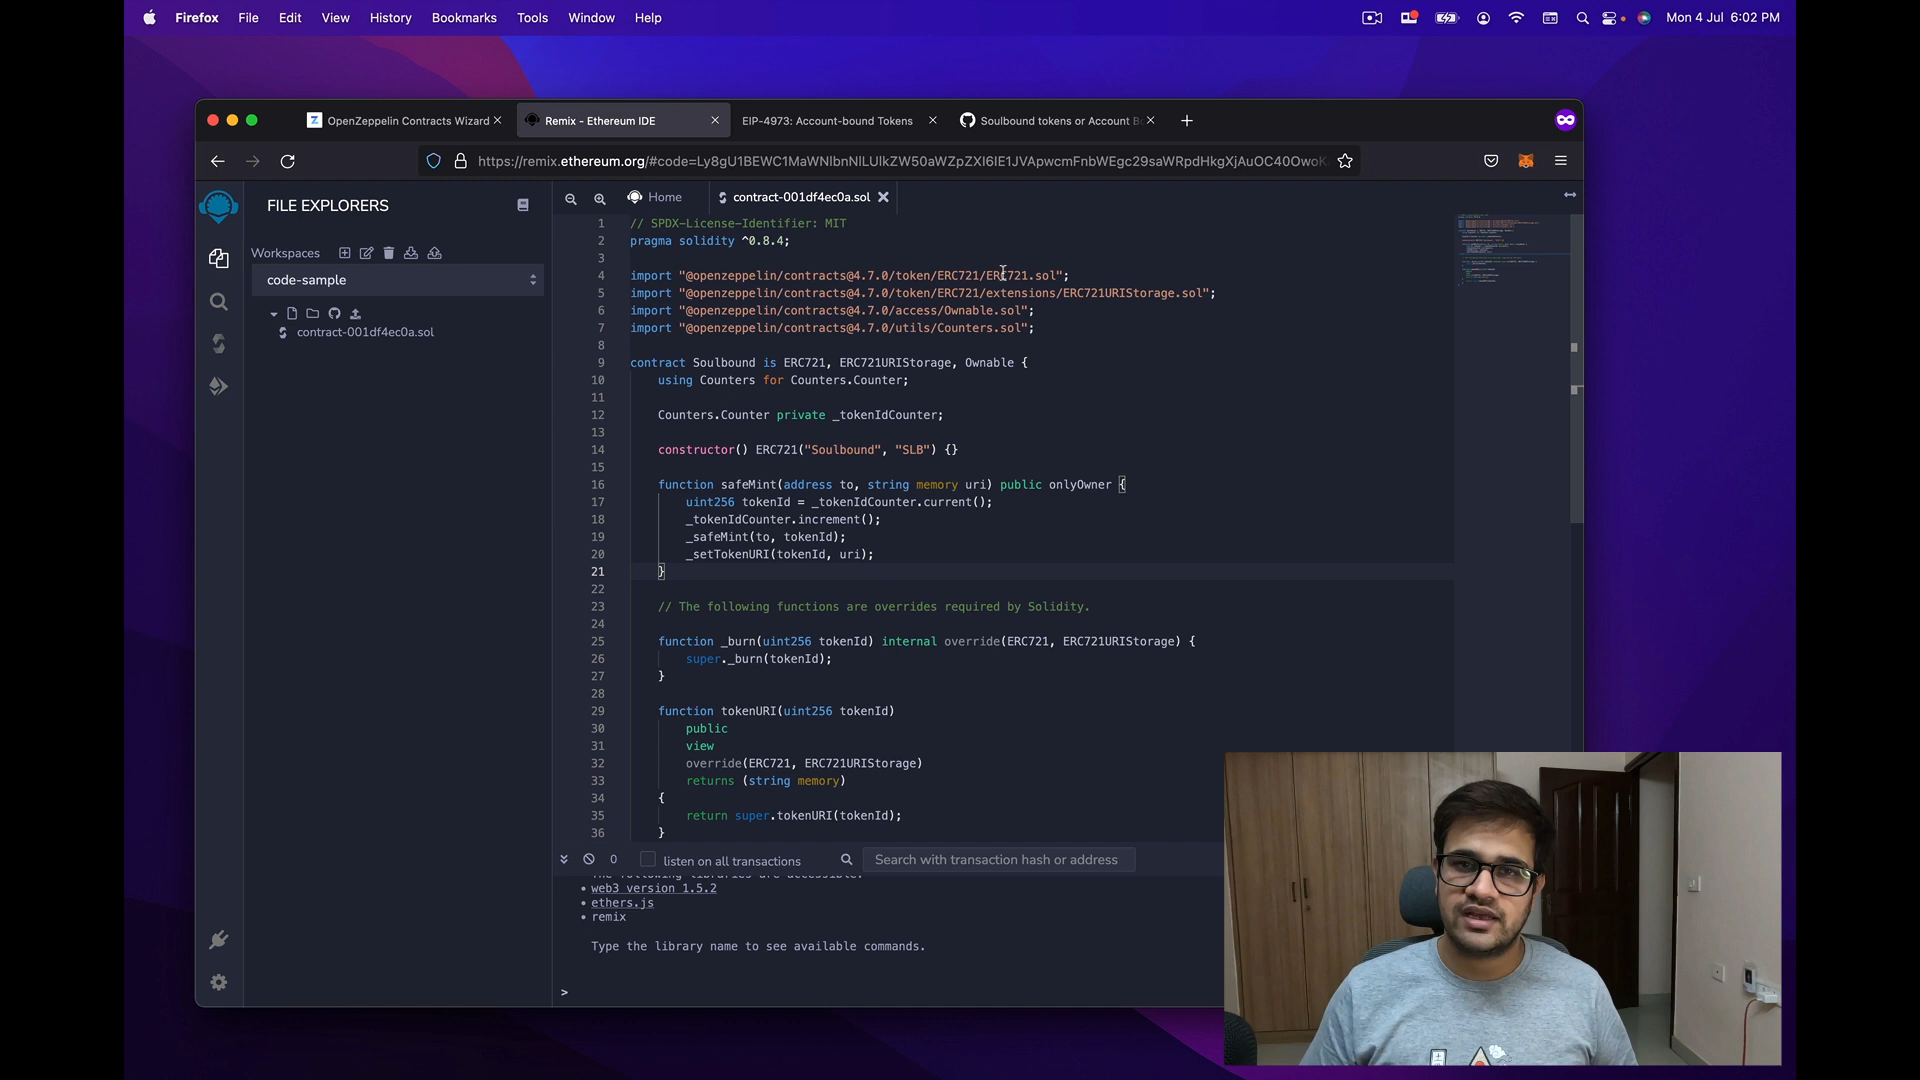 Firefox File Edit View History Bookmarks Tools Window Help Mon 4 Jul 6:02 PM
OpenZeppelin Contracts Wizard Remix - Ethereum IDE EIP-4973: Account-bound Tokens Soulbound tokens or Account B
https://remix.ethereum.org/#code=Ly8gU1BEWC1MaWNlbnNlLUlkZW50aWZpZXI6IE1JVApwcmFnbWEgc29saWRpdHkgXjAuOC40OwoK
FILE EXPLORERS
Home contract-001df4ec0a.sol
Workspaces
code-sample
contract-001df4ec0a.sol
1 // SPDX-License-Identifier: MIT
2 pragma solidity ^0.8.4;
3
4 import "@openzeppelin/contracts@4.7.0/token/ERC721/ERC721.sol";
5 import "@openzeppelin/contracts@4.7.0/token/ERC721/extensions/ERC721URIStorage.sol";
6 import "@openzeppelin/contracts@4.7.0/access/Ownable.sol";
7 import "@openzeppelin/contracts@4.7.0/utils/Counters.sol";
8
9 contract Soulbound is ERC721, ERC721URIStorage, Ownable {
10 using Counters for Counters.Counter;
11
12 Counters.Counter private _tokenIdCounter;
13
14 constructor() ERC721("Soulbound", "SLB") {}
15
16 function safeMint(address to, string memory uri) public onlyOwner {
17 uint256 tokenId = _tokenIdCounter.current();
18 _tokenIdCounter.increment();
19 _safeMint(to, tokenId);
20 _setTokenURI(tokenId, uri);
21 }
22
23 // The following functions are overrides required by Solidity.
24
25 function _burn(uint256 tokenId) internal override(ERC721, ERC721URIStorage) {
26 super._burn(tokenId);
27 }
28
29 function tokenURI(uint256 tokenId)
30 public
31 view
32 override(ERC721, ERC721URIStorage)
33 returns (string memory)
34 {
35 return super.tokenURI(tokenId);
36 }
0 listen on all transactions Search with transaction hash or address
The following libraries are accessible:
• web3 version 1.5.2
• ethers.js
• remix
Type the library name to see available commands.
>